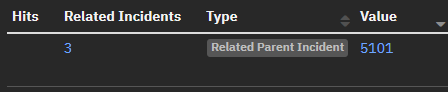 Hits Related Incidents Type Value
3 Related Parent Incident 5101